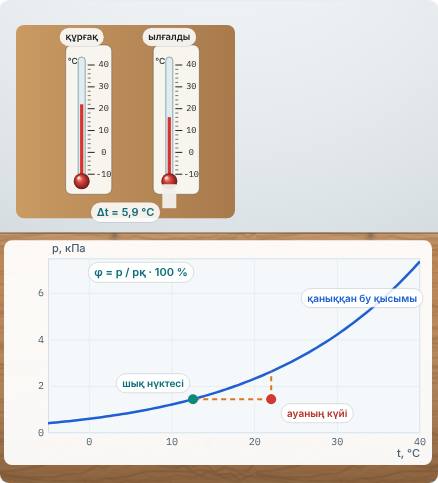 құрғақ
ылғалды
°C
40
30
20
10
0
-10
°C
40
30
20
10
0
-10
Δt = 5,9 °C
p, кПа
φ = p / pқ · 100 %
қаныққан бу қысымы
6
4
2
0
шық нүктесі
ауаның күйі
0
10
20
30
40
t, °C